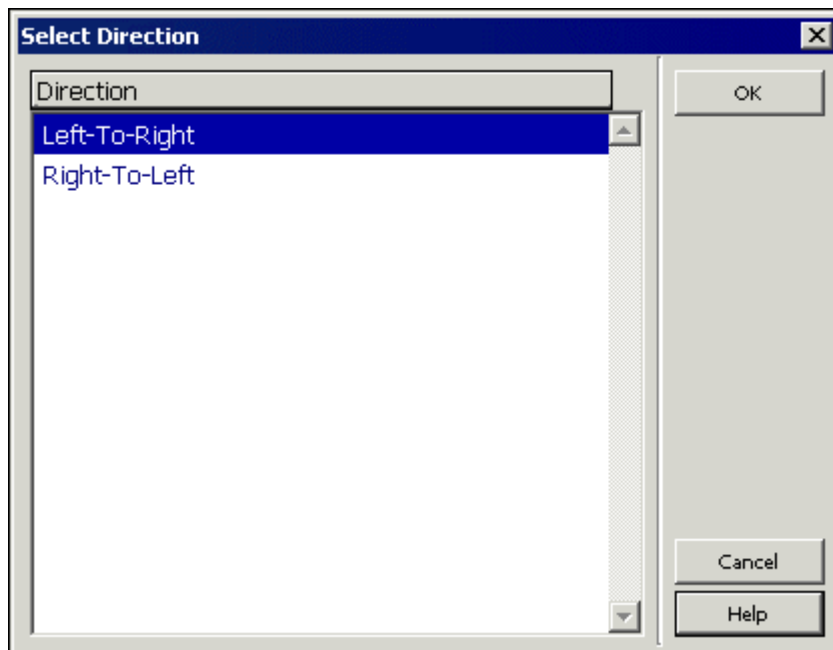 Select Direction
Direction
OK
Left-To-Right
Right-To-Left
Cancel
Help